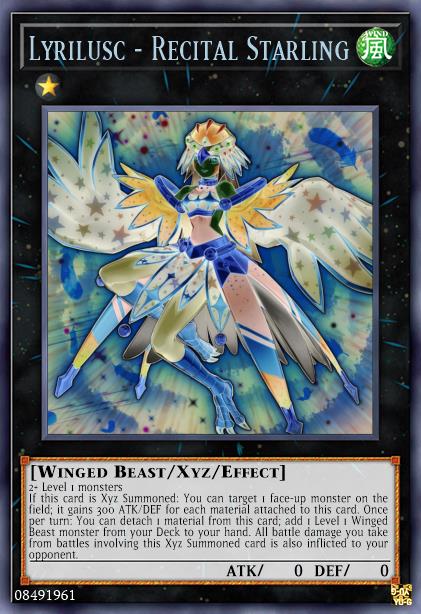 Lyrilusc - Recital Starling
WIND
風
[Winged Beast/Xyz/Effect]
2+ Level 1 monsters
If this card is Xyz Summoned: You can target 1 face-up monster on the
field; it gains 300 ATK/DEF for each material attached to this card. Once
per turn: You can detach 1 material from this card; add 1 Level 1 Winged
Beast monster from your Deck to your hand. All battle damage you take
from battles involving this Xyz Summoned card is also inflicted to your
opponent.
ATK/ 0 DEF/ 0
08491961